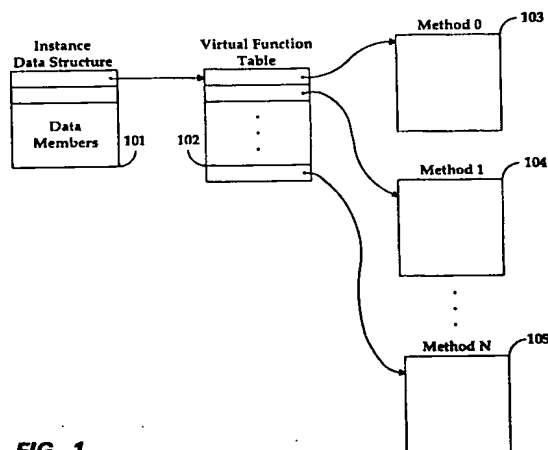 Instance
Data Structure
Data
Members
101
Virtual Function
Table
102
Method 0
103
Method 1
104
Method N
105
FIG. 1